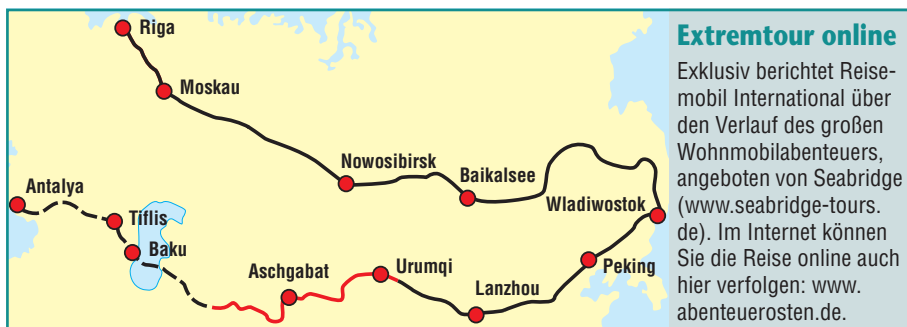 Riga
Moskau
Nowosibirsk
Baikalsee
Wladiwostok
Peking
Lanzhou
Urumqi
Aschgabat
Baku
Tiflis
Antalya
Extremtour online
Exklusiv berichtet Reise-
mobil International über
den Verlauf des großen
Wohnmobilabenteuers,
angeboten von Seabridge
(www.seabridge-tours.
de). Im Internet können
Sie die Reise online auch
hier verfolgen: www.
abenteuerosten.de.